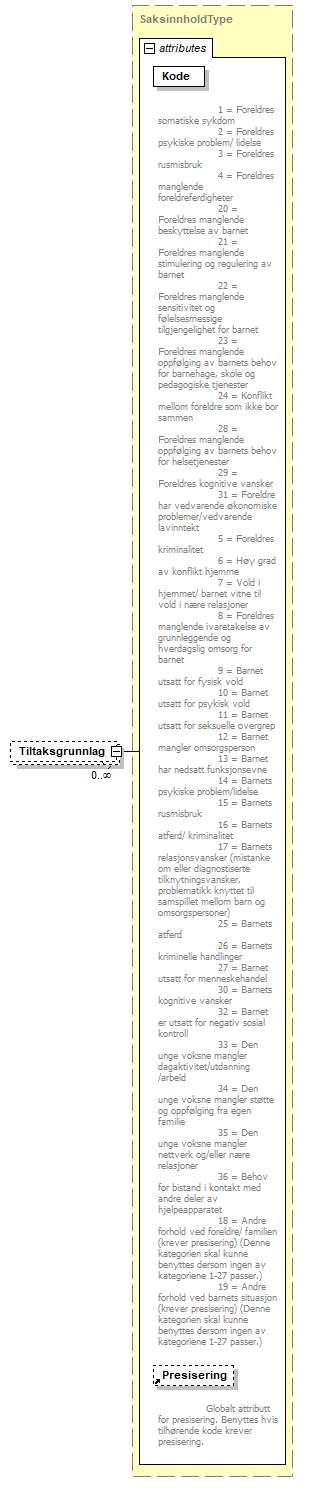 SaksinnholdType
attributes
Kode
1 = Foreldres
somatiske sykdom
2 = Foreldres
psykiske problem/ lidelse
3 = Foreldres
rusmisbruk
4 = Foreldres
manglende
foreldreferdigheter
20 =
Foreldres manglende
beskyttelse av barnet
21 =
Foreldres manglende
stimulering og regulering av
barnet
22 =
Foreldres manglende
sensitivitet og
følelsesmessige
tilgjengelighet for barnet
23 =
Foreldres manglende
oppfølging av barnets behov
for barnehage, skole og
pedagogiske tjenester
24 = Konflikt
mellom foreldre som ikke bor
sammen
28 =
Foreldres manglende
oppfølging av barnets behov
for helsetjenester
29 =
Foreldres kognitive vansker
31 = Foreldre
har vedvarende økonomiske
problemer/vedvarende
lavinntekt
5 = Foreldres
kriminalitet
6 = Høy grad
av konflikt hjemme
7 = Vold i
hjemmet/ barnet vitne til
vold i nære relasjoner
8 = Foreldres
manglende ivaretakelse av
grunnleggende og
hverdagslig omsorg for
barnet
9 = Barnet
utsatt for fysisk vold
10 = Barnet
utsatt for psykisk vold
11 = Barnet
utsatt for seksuelle overgrep
12 = Barnet
mangler omsorgsperson
13 = Barnet
har nedsatt funksjonsevne
14 = Barnets
psykiske problem/lidelse
15 = Barnets
rusmisbruk
16 = Barnets
atferd/ kriminalitet
17 = Barnets
relasjonsvansker (mistanke
om eller diagnostiserte
tilknytningsvansker,
problematikk knyttet til
samspillet mellom barn og
omsorgspersoner)
25 = Barnets
atferd
26 = Barnets
kriminelle handlinger
27 = Barnet
utsatt for menneskehandel
30 = Barnets
kognitive vansker
32 = Barnet
er utsatt for negativ sosial
kontroll
33 = Den
unge voksne mangler
dagaktivitet/utdanning
/arbeid
34 = Den
unge voksne mangler støtte
og oppfølging fra egen
familie
35 = Den
unge voksne mangler
nettverk og/eller nære
relasjoner
36 = Behov
for bistand i kontakt med
andre deler av
hjelpeapparatet
18 = Andre
forhold ved foreldre/ familien
(krever presisering) (Denne
kategorien skal kunne
benyttes dersom ingen av
kategoriene 1-27 passer.)
19 = Andre
forhold ved barnets situasjon
(krever presisering) (Denne
kategorien skal kunne
benyttes dersom ingen av
kategoriene 1-27 passer.)
Presisering
Globalt attributt
for presisering. Benyttes hvis
tilhørende kode krever
presisering.
Tiltaksgrunnlag
0..∞